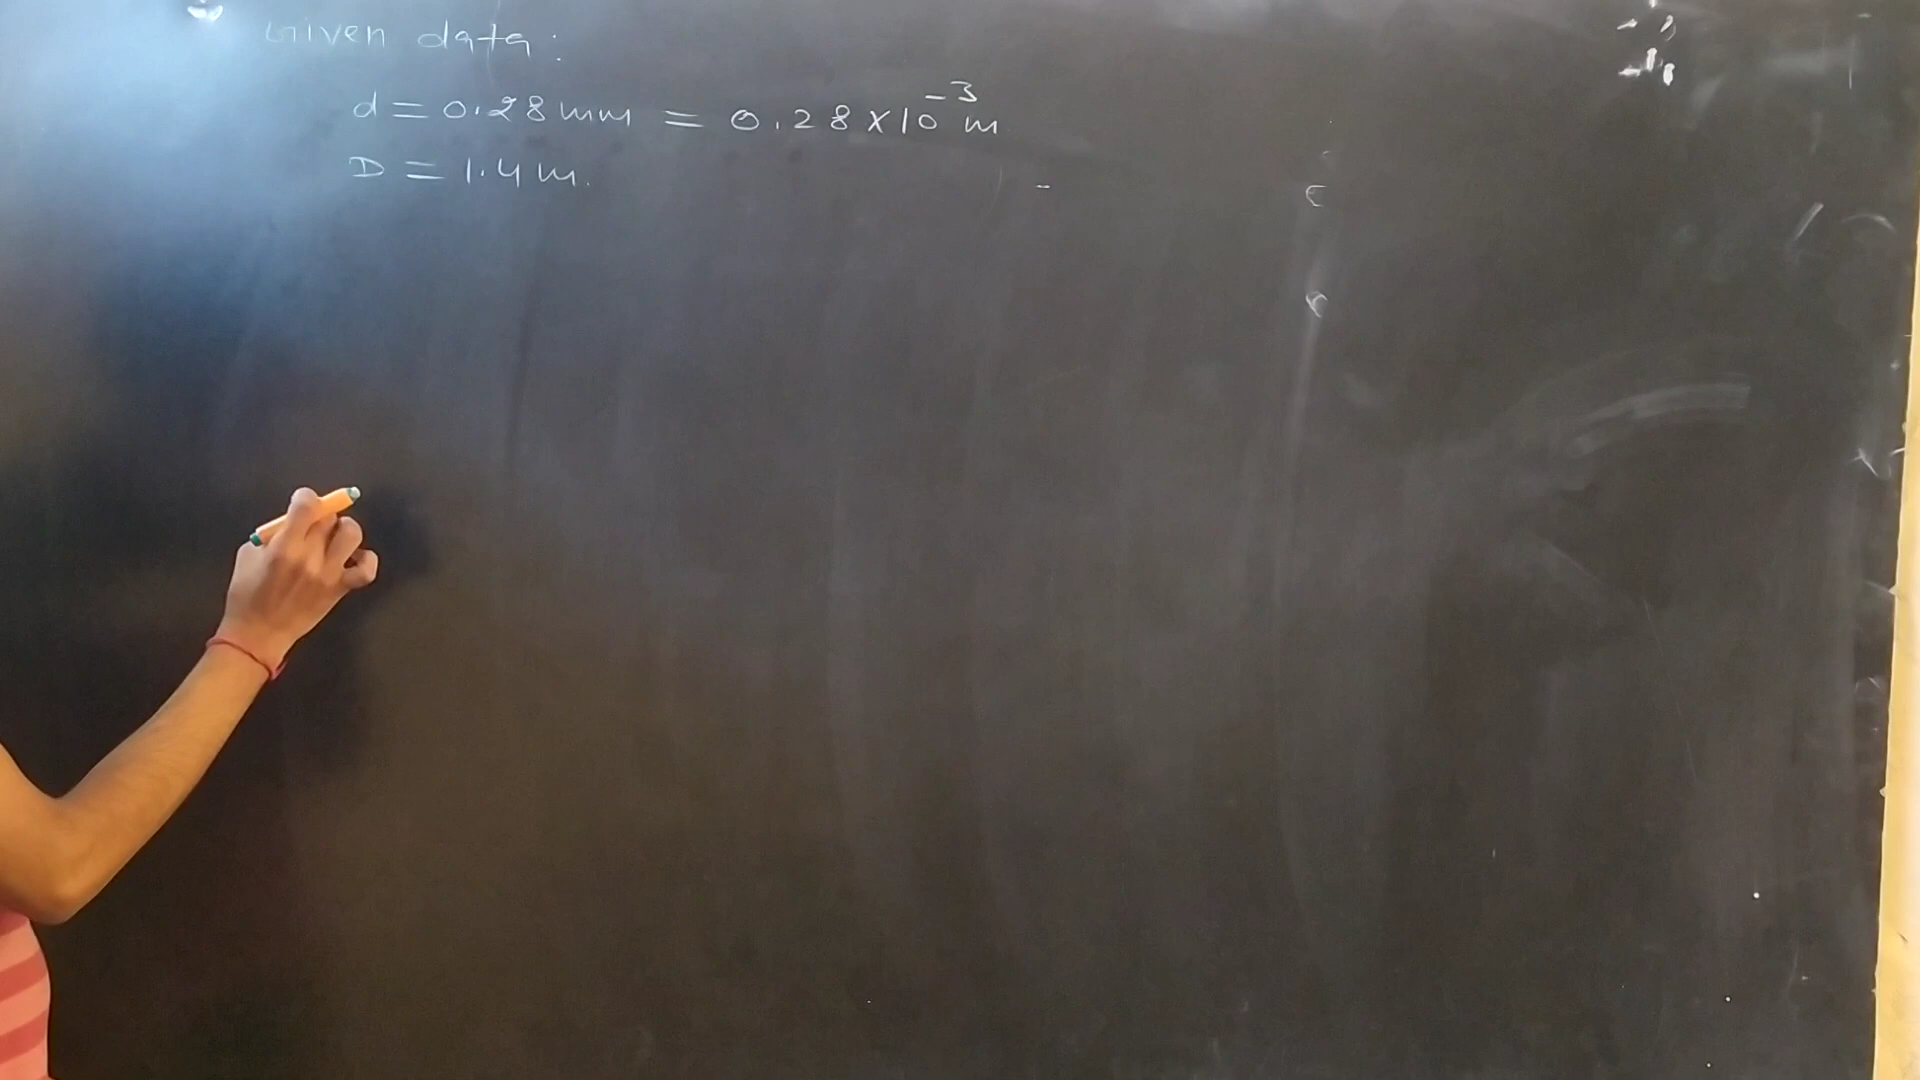 Given data:
d = 0.28 mm = 0.28 × 10⁻³ m
D = 1.4 m.